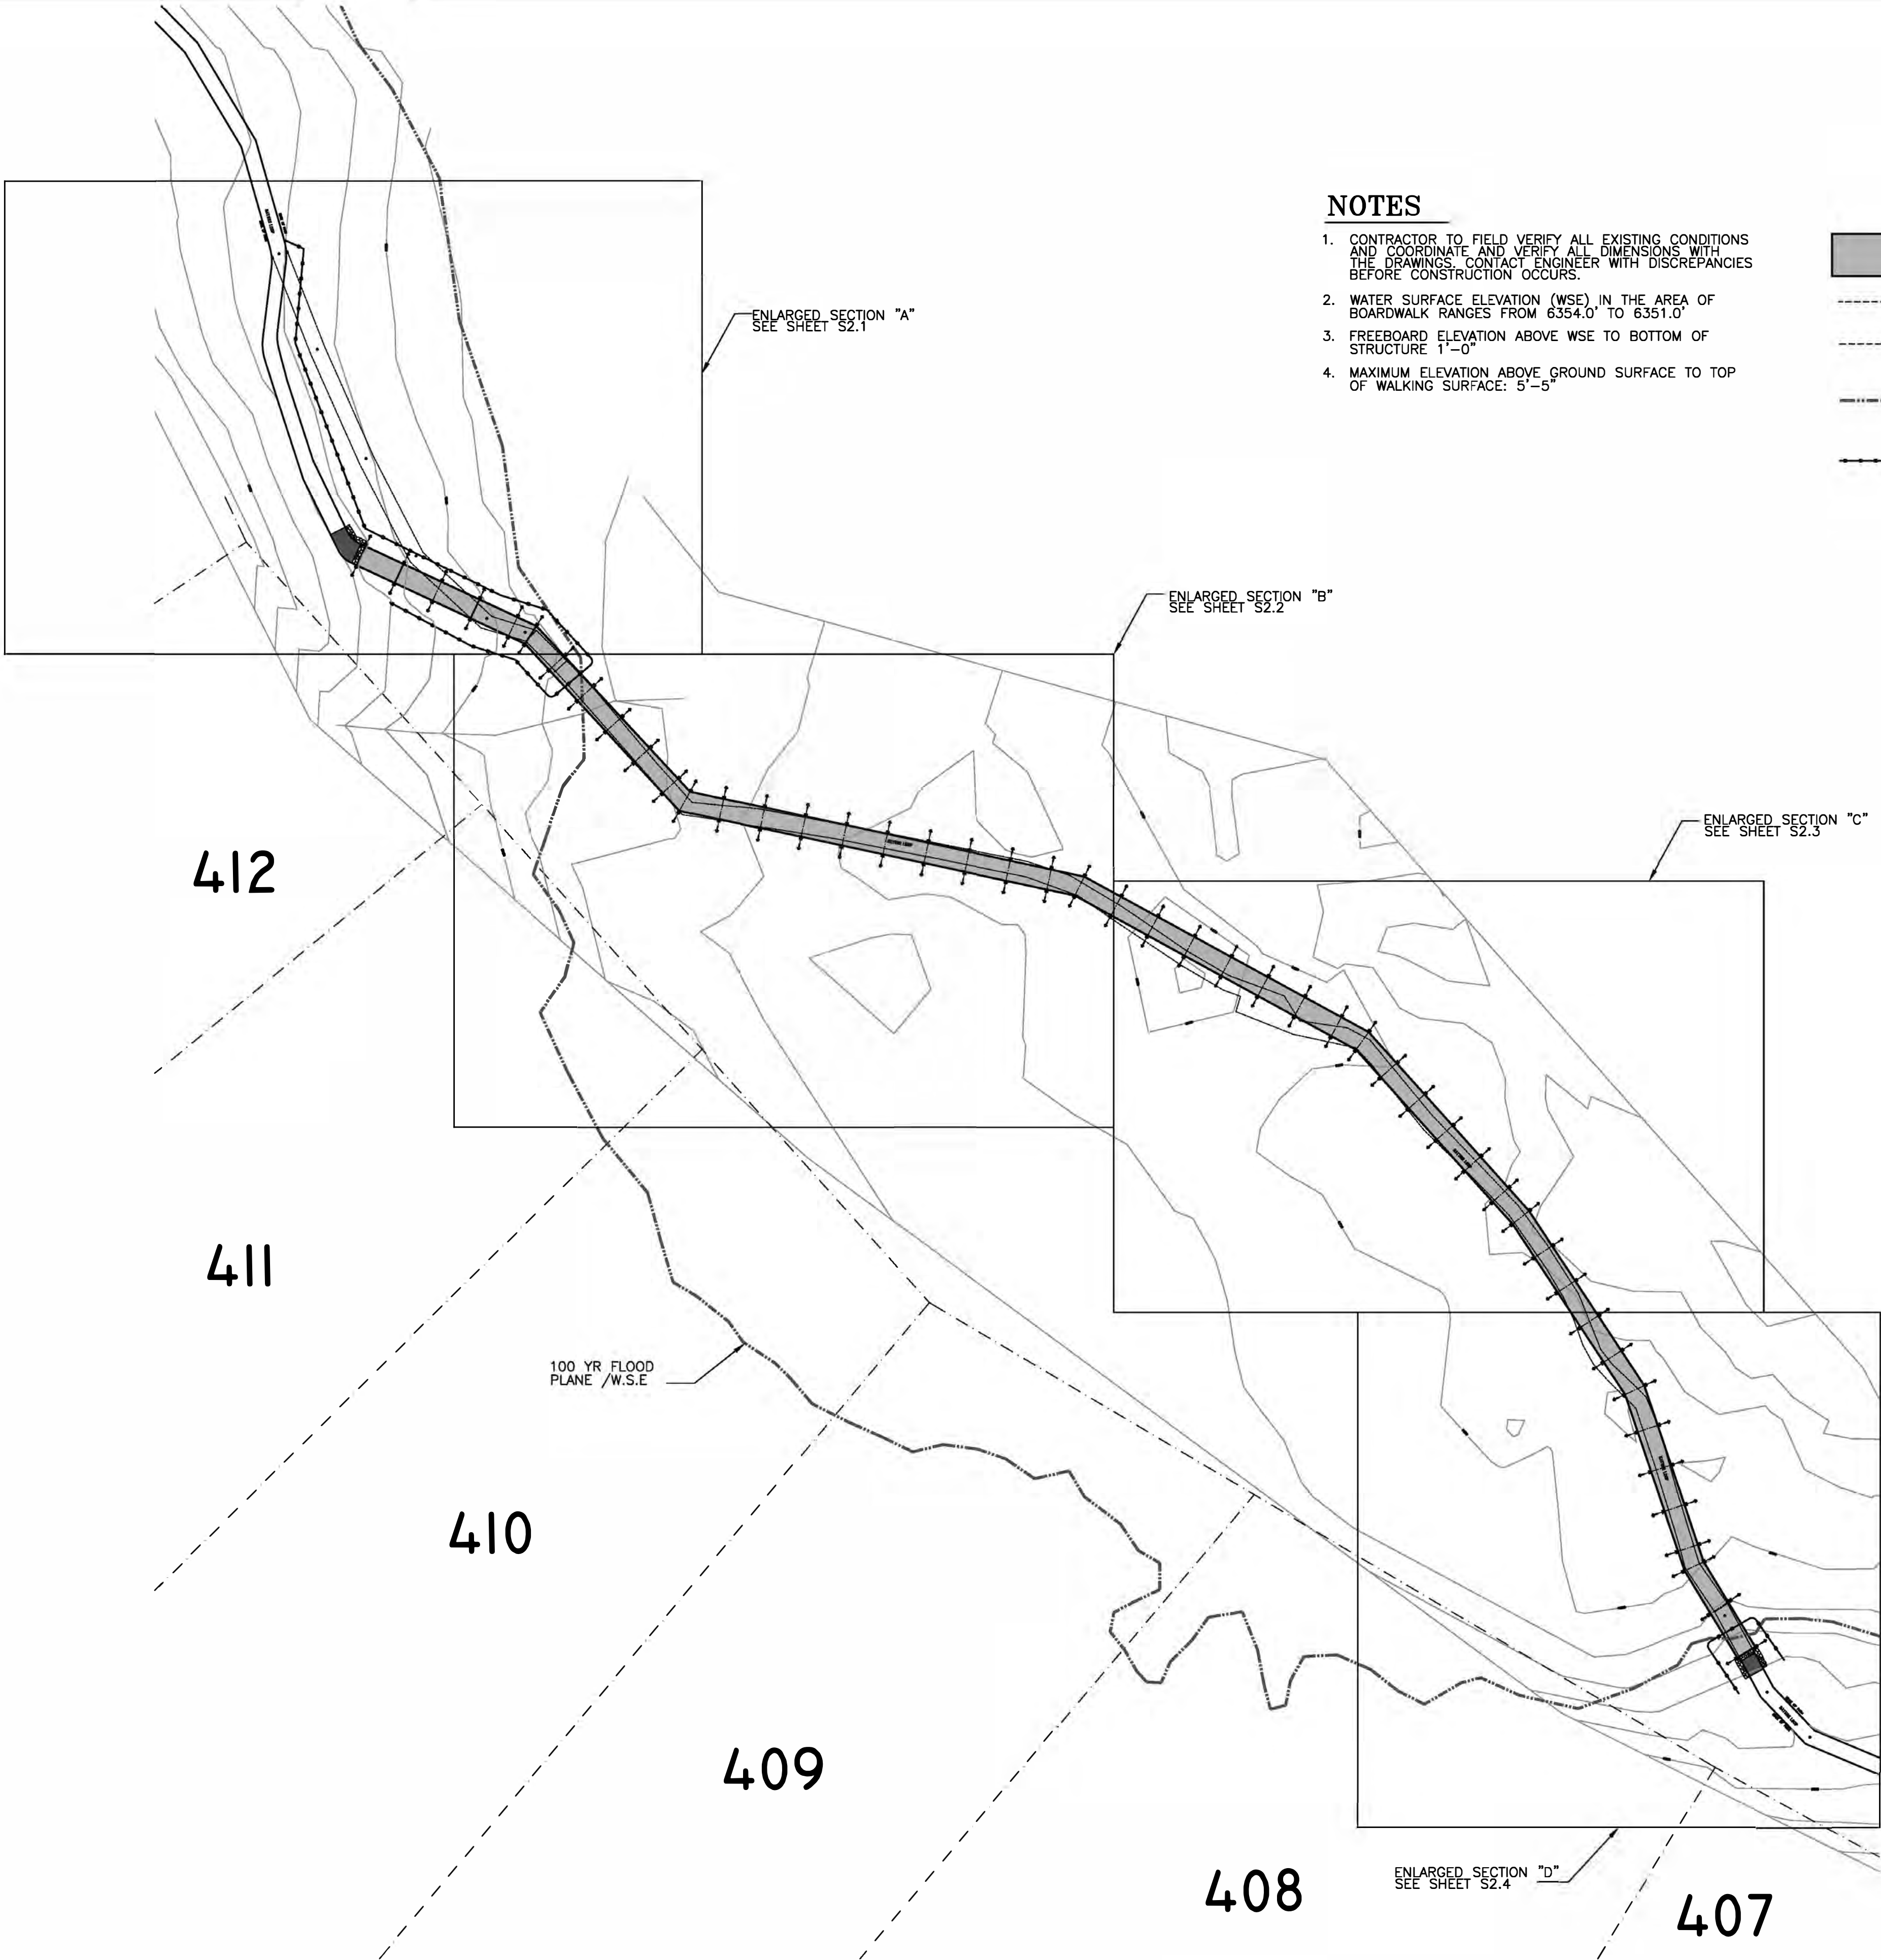 NOTES
1. CONTRACTOR TO FIELD VERIFY ALL EXISTING CONDITIONS
AND COORDINATE AND VERIFY ALL DIMENSIONS WITH
THE DRAWINGS. CONTACT ENGINEER WITH DISCREPANCIES
BEFORE CONSTRUCTION OCCURS.
2. WATER SURFACE ELEVATION (WSE) IN THE AREA OF
BOARDWALK RANGES FROM 6354.0' TO 6351.0'
3. FREEBOARD ELEVATION ABOVE WSE TO BOTTOM OF
STRUCTURE 1'-0"
4. MAXIMUM ELEVATION ABOVE GROUND SURFACE TO TOP
OF WALKING SURFACE: 5'-5"
ENLARGED SECTION "A"
SEE SHEET S2.1
ENLARGED SECTION "B"
SEE SHEET S2.2
ENLARGED SECTION "C"
SEE SHEET S2.3
412
411
100 YR FLOOD
PLANE /W.S.E
410
409
408
ENLARGED SECTION "D"
SEE SHEET S2.4
407